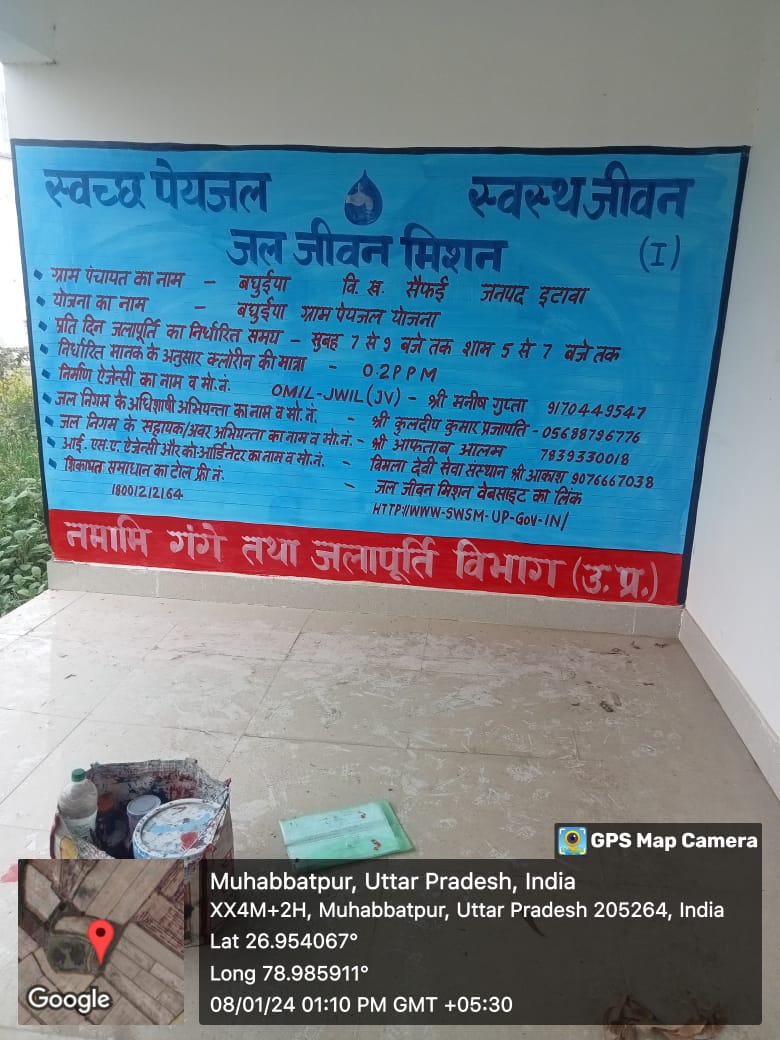 स्वच्छ पेयजल स्वस्थ जीवन
जल जीवन मिशन (I)
• ग्राम पंचायत का नाम – बघुईया वि. ख. सैफई जनपद इटावा
• योजना का नाम – बघुईया ग्राम पेयजल योजना
• प्रति दिन जलापूर्ति का निर्धारित समय – सुबह 7 से 9 बजे तक शाम 5 से 7 बजे तक
• निर्धारित मानक के अनुसार क्लोरीन की मात्रा – 0.2 PPM
• निर्माण ऐजेन्सी का नाम व मो. नं. OMIL-JWIL (JV) – श्री मनीष गुप्ता 9170449547
• जल निगम के अधिशाषी अभियन्ता का नाम व मो. नं. – श्री कुलदीप कुमार प्रजापति - 05688796776
• जल निगम के सहायक/अवर अभियन्ता का नाम व मो. नं. – श्री आफताब आलम 7839330018
• आई. एस. ए. ऐजेन्सी और को-आर्डिनेटर का नाम व मो. नं. – विमला देवी सेवा संस्थान श्री आकाश 9076667038
• शिकायत समाधान का टोल फ्री नं. – जल जीवन मिशन वेबसाइट का लिंक
18001212164 HTTP://WWW-SWSM-UP-GOV-IN/
नमामि गंगे तथा जलापूर्ति विभाग (उ. प्र.)
GPS Map Camera
Muhabbatpur, Uttar Pradesh, India
XX4M+2H, Muhabbatpur, Uttar Pradesh 205264, India
Lat 26.954067°
Long 78.985911°
08/01/24 01:10 PM GMT +05:30
Google